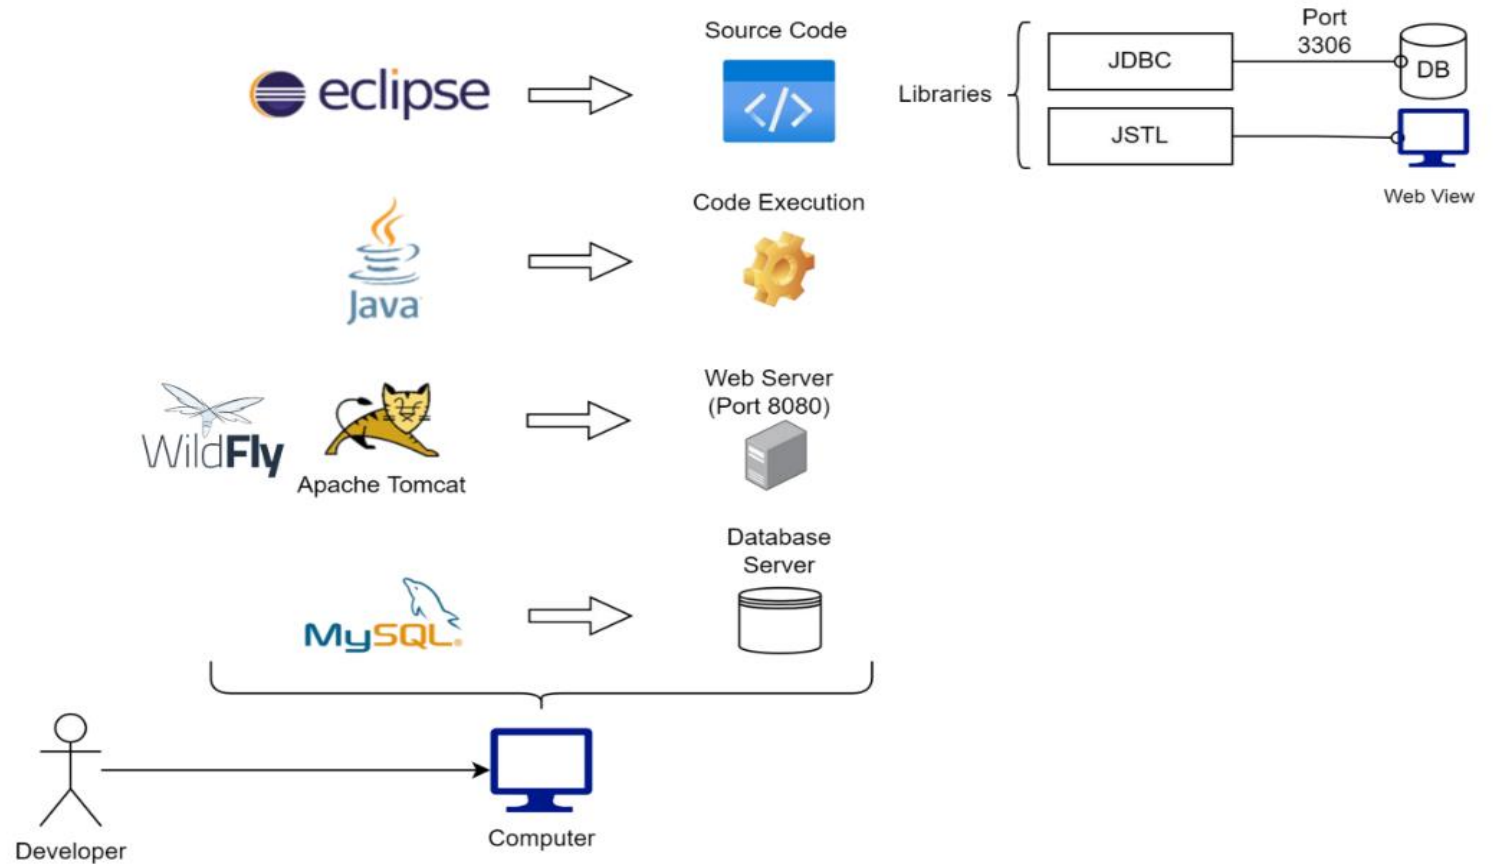 Source Code
eclipse
</>
Libraries
JDBC
Port
3306
DB
JSTL
Web View
Code Execution
Java
Web Server
(Port 8080)
WildFly
Apache Tomcat
Database
Server
MySQL
Developer
Computer